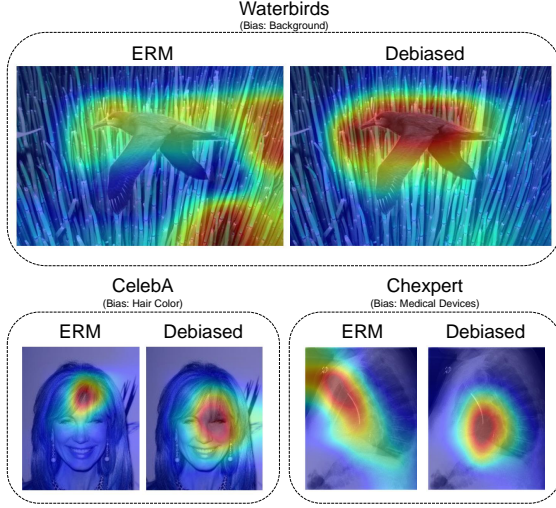 Waterbirds
(Bias: Background)
ERM
Debiased
CelebA
(Bias: Hair Color)
ERM
Debiased
Chexpert
(Bias: Medical Devices)
ERM
Debiased